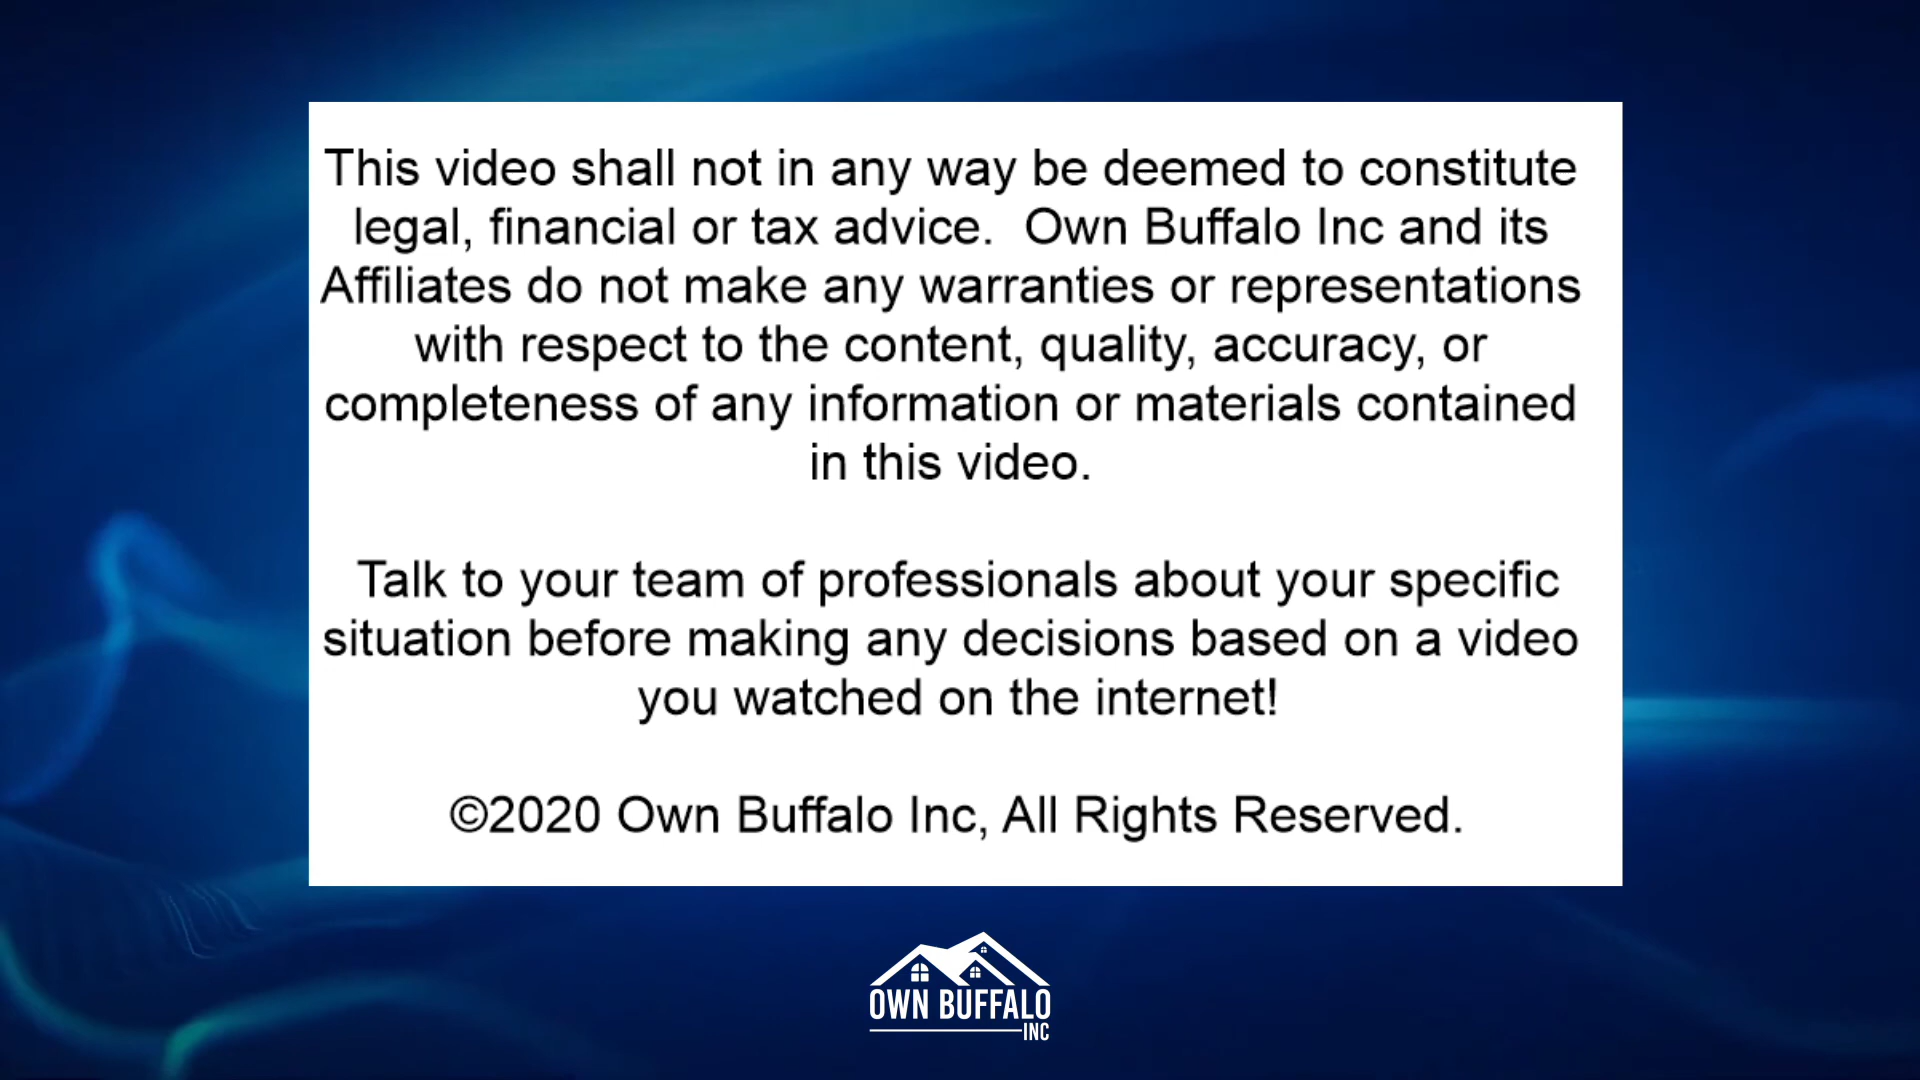 This video shall not in any way be deemed to constitute
legal, financial or tax advice.  Own Buffalo Inc and its
Affiliates do not make any warranties or representations
with respect to the content, quality, accuracy, or
completeness of any information or materials contained
in this video.
Talk to your team of professionals about your specific
situation before making any decisions based on a video
you watched on the internet!
©2020 Own Buffalo Inc, All Rights Reserved.
OWN BUFFALO
INC